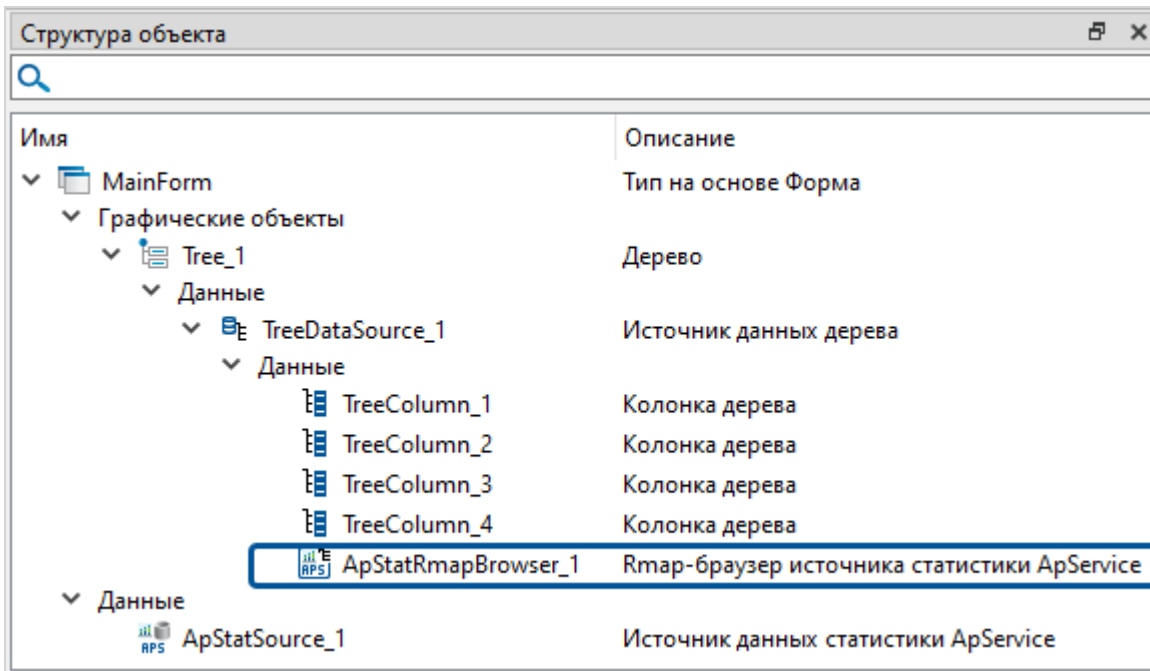 Структура объекта
Имя Описание
MainForm Тип на основе Форма
Графические объекты
Tree_1 Дерево
Данные
TreeDataSource_1 Источник данных дерева
Данные
TreeColumn_1 Колонка дерева
TreeColumn_2 Колонка дерева
TreeColumn_3 Колонка дерева
TreeColumn_4 Колонка дерева
APS ApStatRmapBrowser_1 Rmap-браузер источника статистики ApService
Данные
APS ApStatSource_1 Источник данных статистики ApService